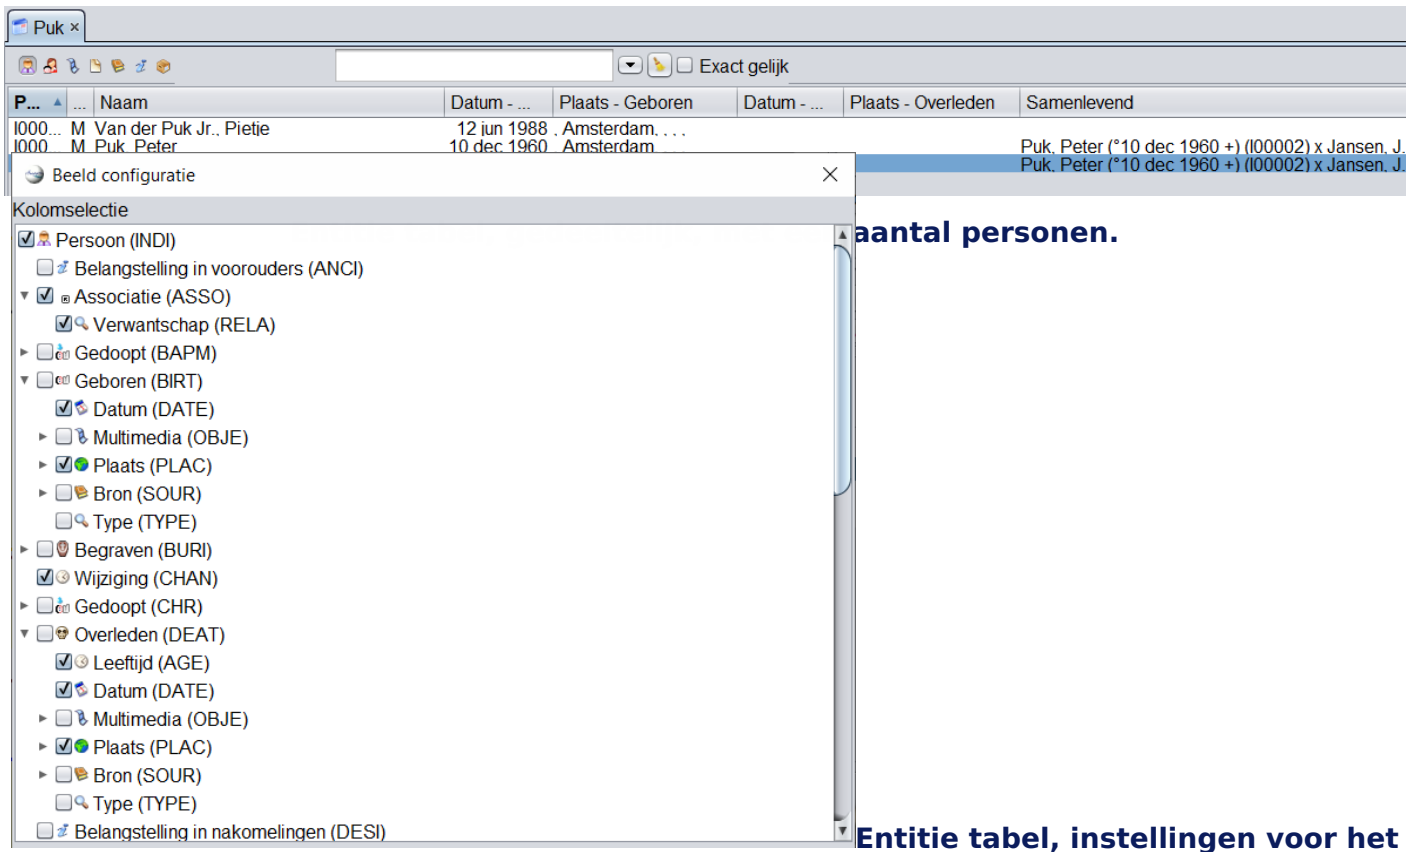 Puk ×
Exact gelijk
P... ... Naam Datum - ... Plaats - Geboren Datum - ... Plaats - Overleden Samenlevend
I000... M Van der Puk Jr., Pietje 12 jun 1988 , Amsterdam, , , ,
I000... M Puk, Peter 10 dec 1960 , Amsterdam, , , , Puk, Peter (°10 dec 1960 +) (I00002) x Jansen, J.
Puk, Peter (°10 dec 1960 +) (I00002) x Jansen, J.
Beeld configuratie
Kolomselectie
Persoon (INDI)
aantal personen.
Belangstelling in voorouders (ANCI)
Associatie (ASSO)
Verwantschap (RELA)
Gedoopt (BAPM)
Geboren (BIRT)
Datum (DATE)
Multimedia (OBJE)
Plaats (PLAC)
Bron (SOUR)
Type (TYPE)
Begraven (BURI)
Wijziging (CHAN)
Gedoopt (CHR)
Overleden (DEAT)
Leeftijd (AGE)
Datum (DATE)
Multimedia (OBJE)
Plaats (PLAC)
Bron (SOUR)
Type (TYPE)
Belangstelling in nakomelingen (DESI)
Entitie tabel, instellingen voor het